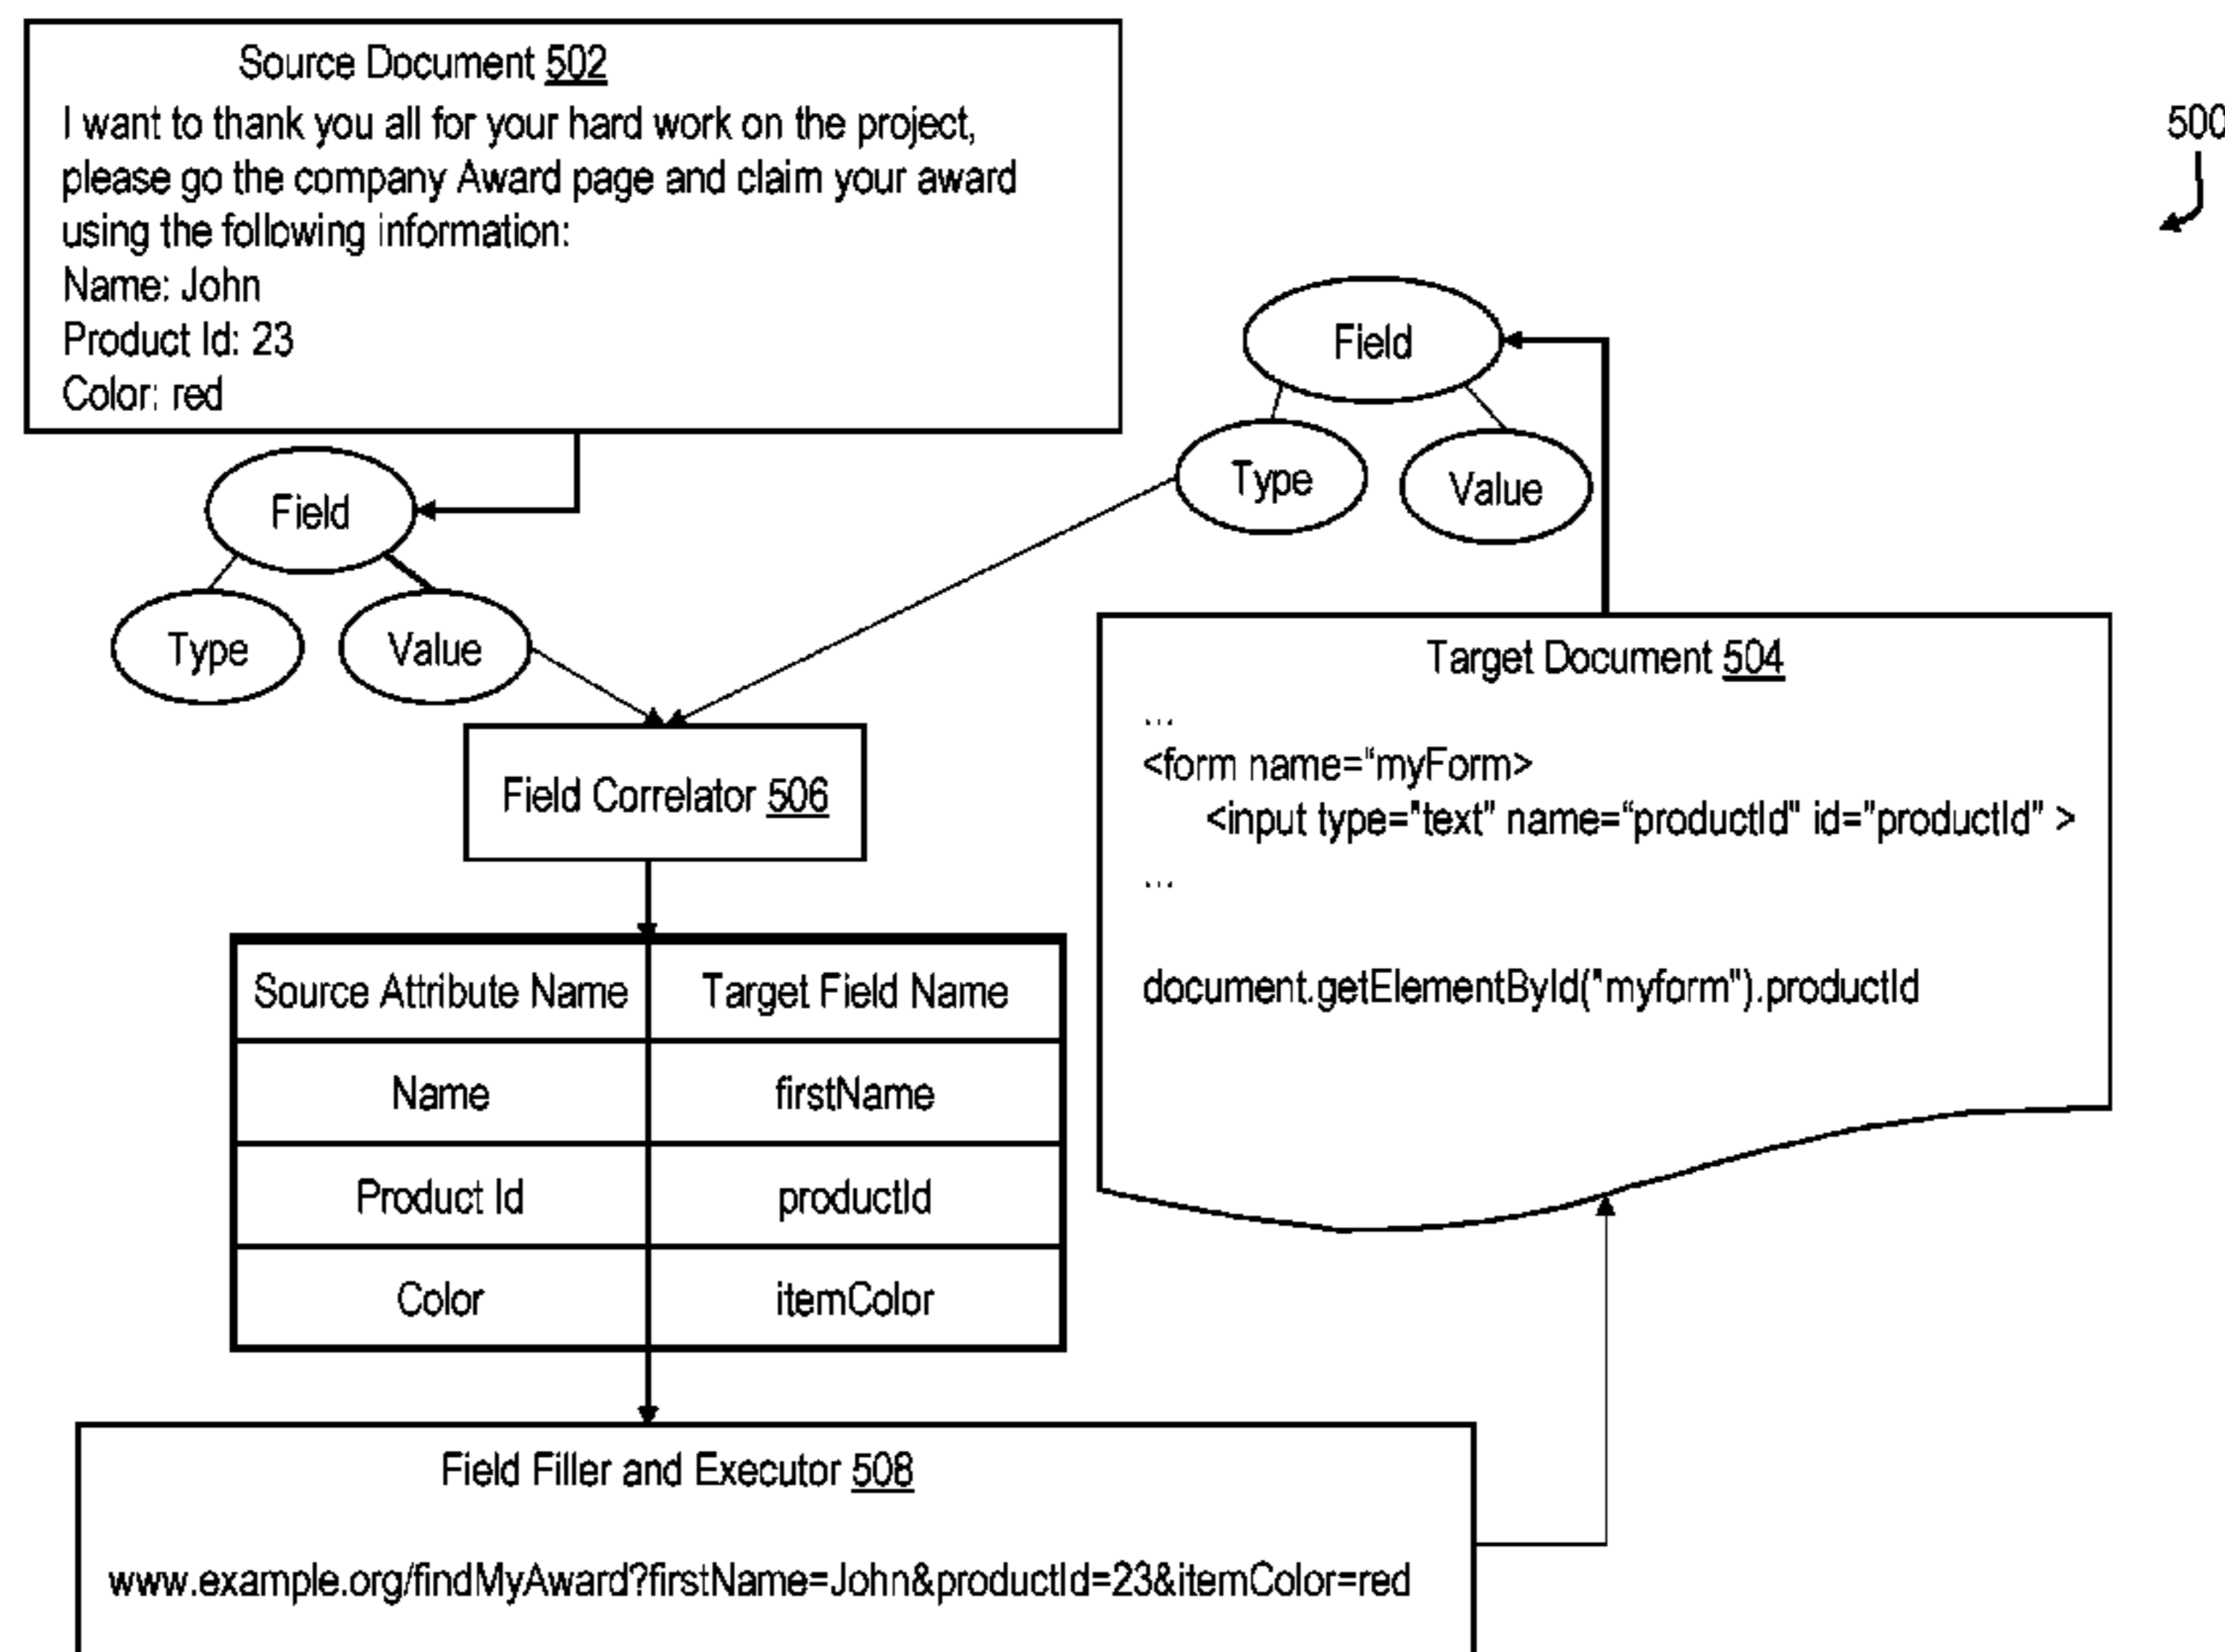 Source Document 502
I want to thank you all for your hard work on the project,
please go the company Award page and claim your award
using the following information:
Name: John
Product Id: 23
Color: red
500
Field
Type
Value
Field
Type
Value
Target Document 504
...
<form name=“myForm>
<input type="text" name=“productId" id="productId" >
...
document.getElementById("myform").productId
Field Correlator 506
Source Attribute Name Target Field Name
Name firstName
Product Id productId
Color itemColor
Field Filler and Executor 508
www.example.org/findMyAward?firstName=John&productId=23&itemColor=red